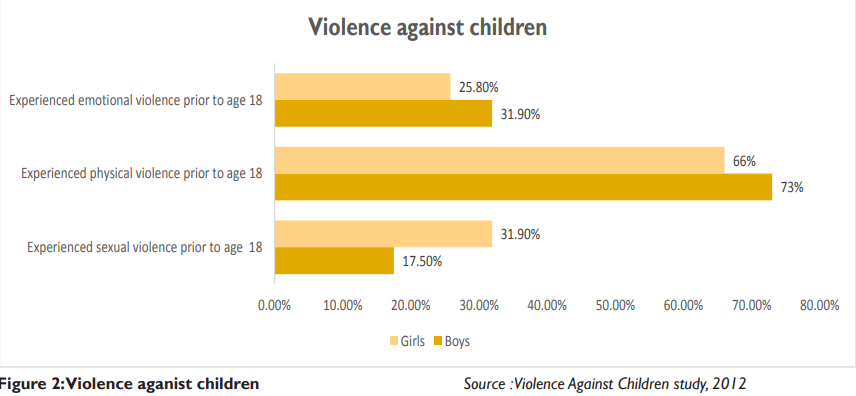 Violence against children
Experienced emotional violence prior to age 18
25.80%
31.90%
Experienced physical violence prior to age 18
66%
73%
Experienced sexual violence prior to age 18
31.90%
17.50%
0.00% 10.00% 20.00% 30.00% 40.00% 50.00% 60.00% 70.00% 80.00%
Girls Boys
Figure 2:Violence aganist children Source :Violence Against Children study, 2012